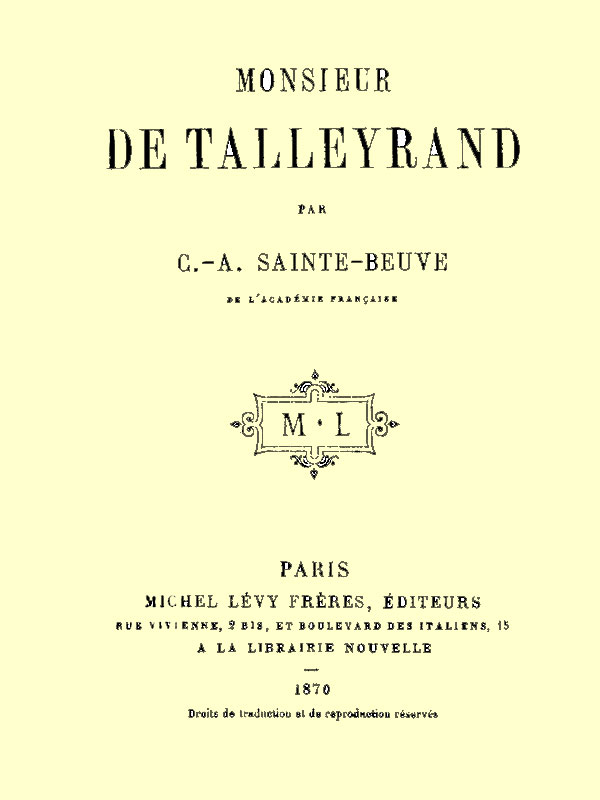 MONSIEUR
DE TALLEYRAND
PAR
C.-A. SAINTE-BEUVE
DE L'ACADÉMIE FRANÇAISE
M · L
PARIS
MICHEL LÉVY FRÈRES, ÉDITEURS
RUE VIVIENNE, 2 BIS, ET BOULEVARD DES ITALIENS, 15
A LA LIBRAIRIE NOUVELLE
—
1870
Droits de traduction et de reproduction réservés